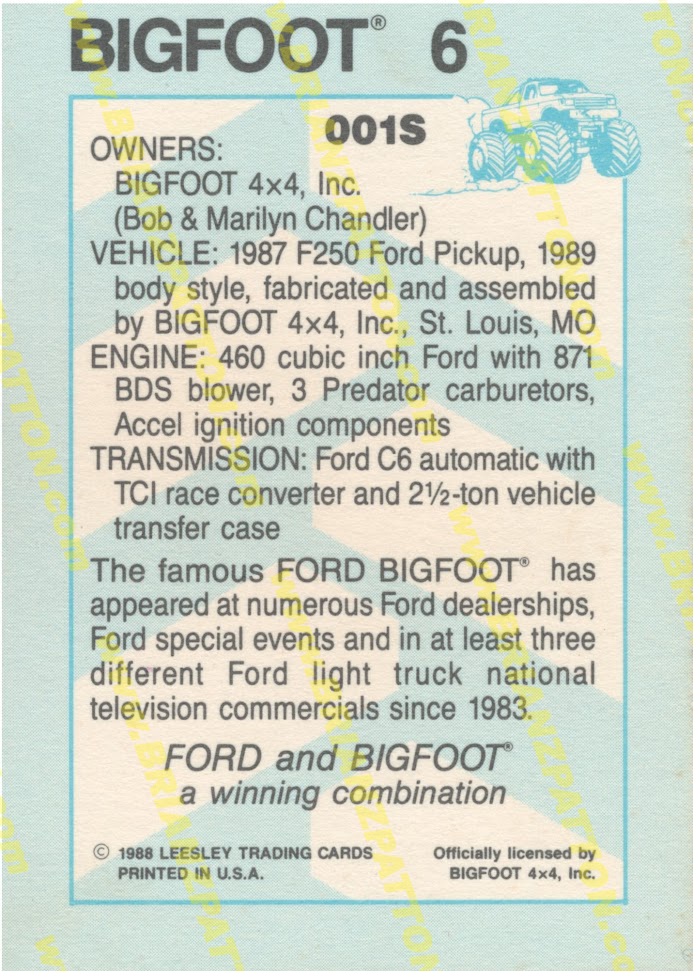 BIGFOOT® 6
001S
OWNERS:
BIGFOOT 4×4, Inc.
(Bob & Marilyn Chandler)
VEHICLE: 1987 F250 Ford Pickup, 1989
body style, fabricated and assembled
by BIGFOOT 4×4, Inc., St. Louis, MO
ENGINE: 460 cubic inch Ford with 871
BDS blower, 3 Predator carburetors,
Accel ignition components
TRANSMISSION: Ford C6 automatic with
TCI race converter and 2½-ton vehicle
transfer case
The famous FORD BIGFOOT® has
appeared at numerous Ford dealerships,
Ford special events and in at least three
different Ford light truck national
television commercials since 1983.
FORD and BIGFOOT®
a winning combination
© 1988 LEESLEY TRADING CARDS
PRINTED IN U.S.A.
Officially licensed by
BIGFOOT 4×4, Inc.
www.BRIANZPATTON.com